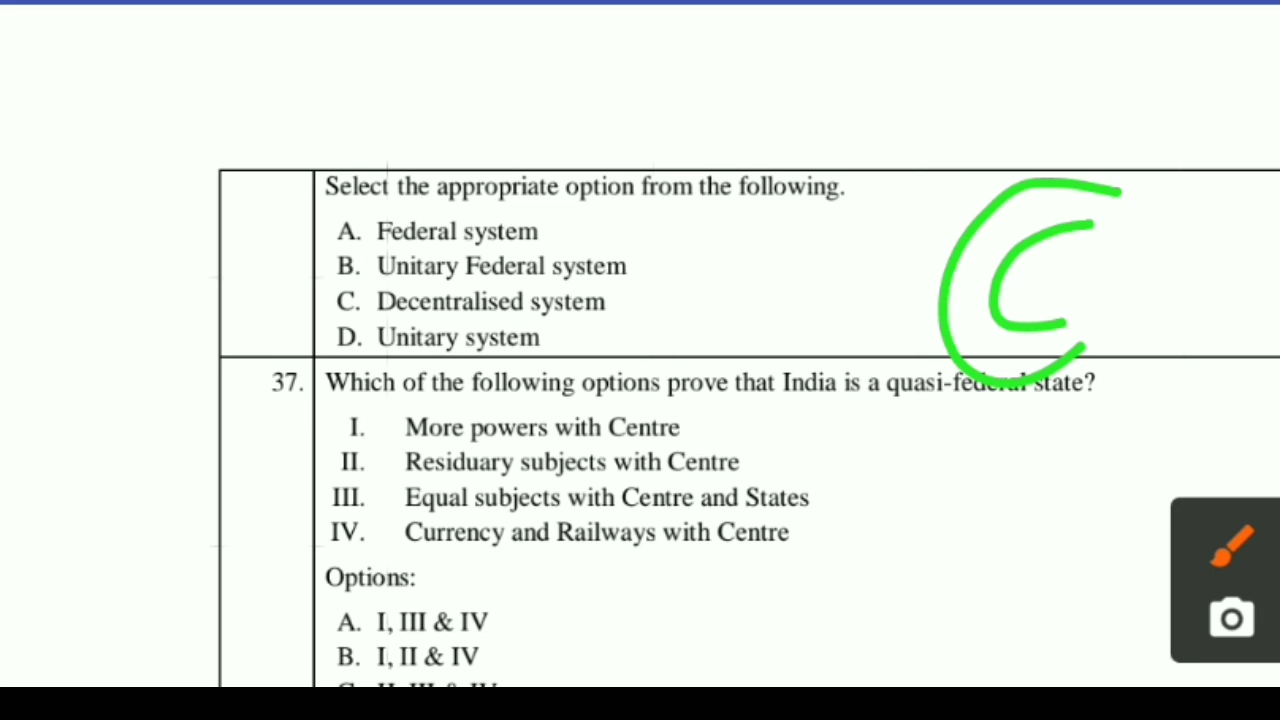 Select the appropriate option from the following.
A. Federal system
B. Unitary Federal system
C. Decentralised system
D. Unitary system
C
37. Which of the following options prove that India is a quasi-federal state?
I. More powers with Centre
II. Residuary subjects with Centre
III. Equal subjects with Centre and States
IV. Currency and Railways with Centre
Options:
A. I, III & IV
B. I, II & IV